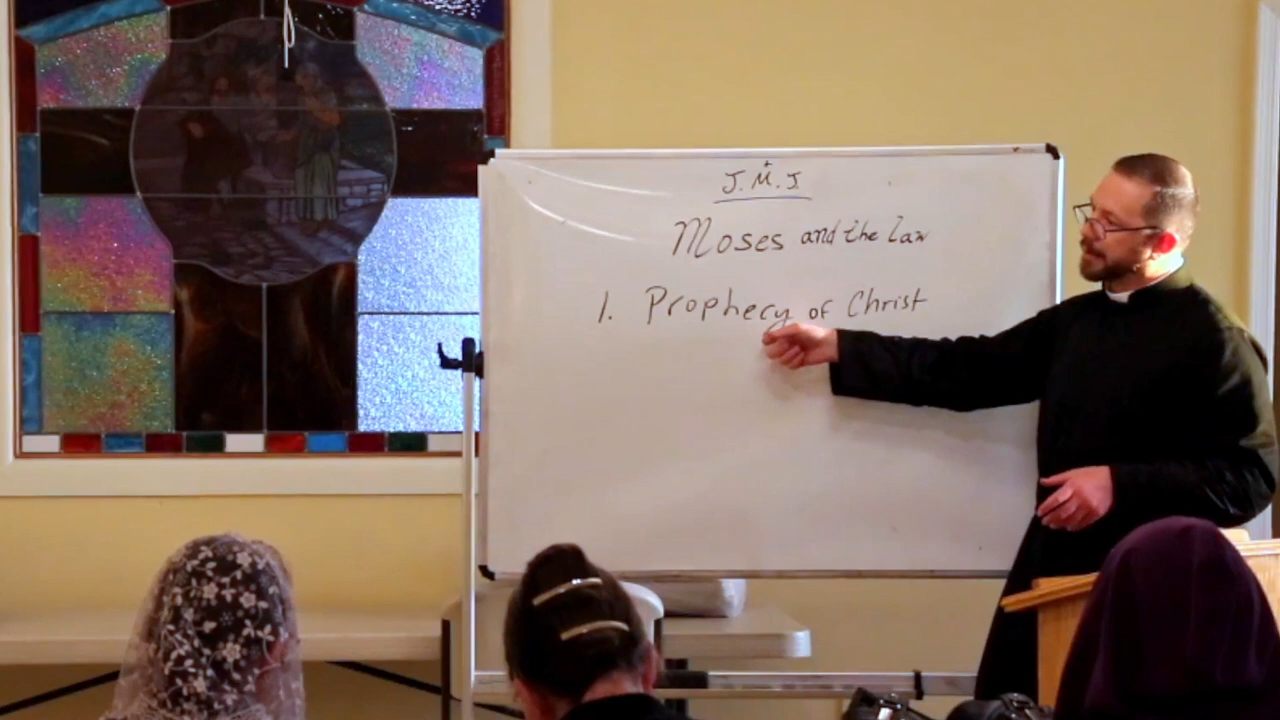 J.M.J.
Moses and the Law
1. Prophecy of Christ